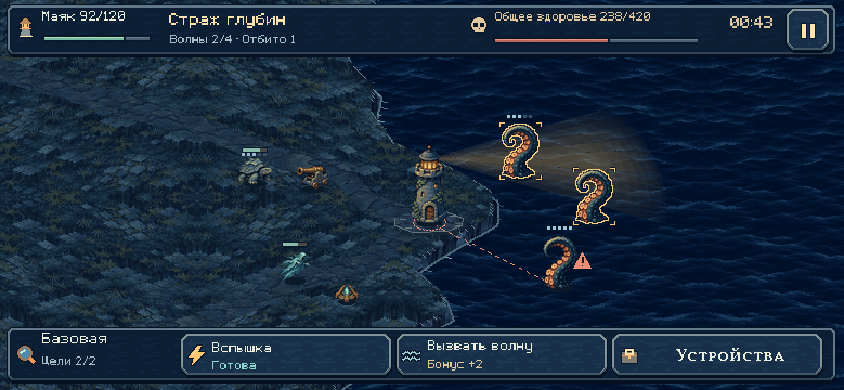 Маяк 92/120
Страж глубин
Волны 2/4 · Отбито 1
Общее здоровье 238/420
00:43
Базовая
Цели 2/2
Вспышка
Готова
Вызвать волну
Бонус +2
Устройства